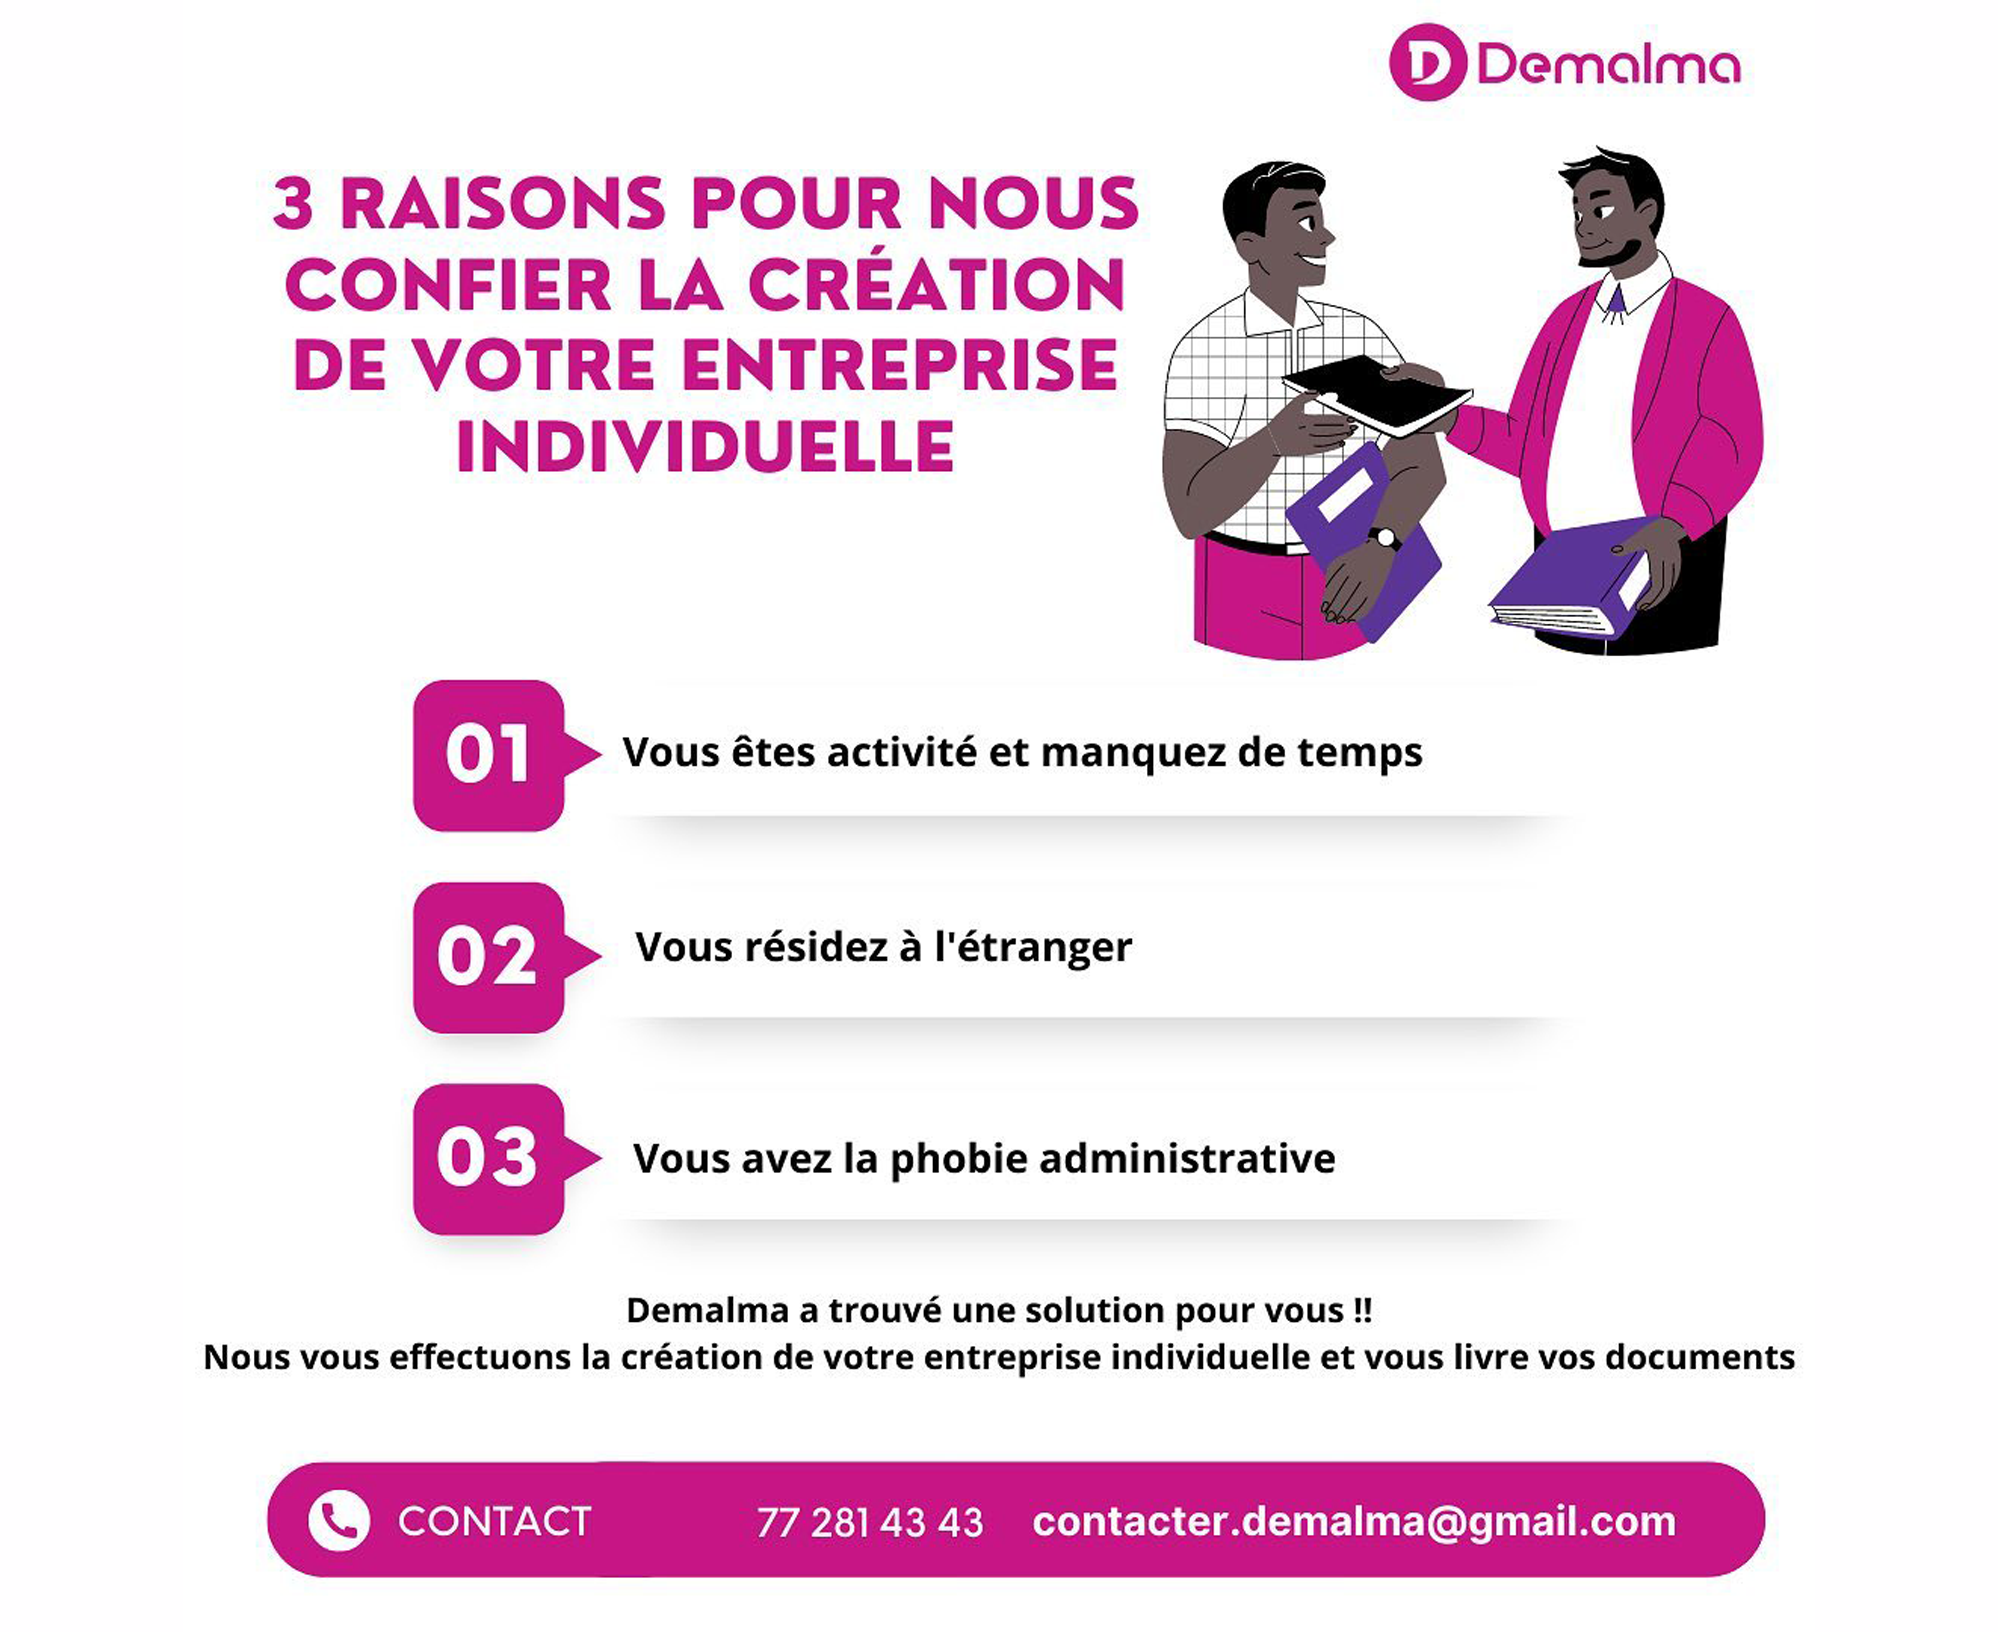 Demalma
3 RAISONS POUR NOUS
CONFIER LA CRÉATION
DE VOTRE ENTREPRISE
INDIVIDUELLE
01
Vous êtes activité et manquez de temps
02
Vous résidez à l'étranger
03
Vous avez la phobie administrative
Demalma a trouvé une solution pour vous !!
Nous vous effectuons la création de votre entreprise individuelle et vous livre vos documents
CONTACT 77 281 43 43 contacter.demalma@gmail.com